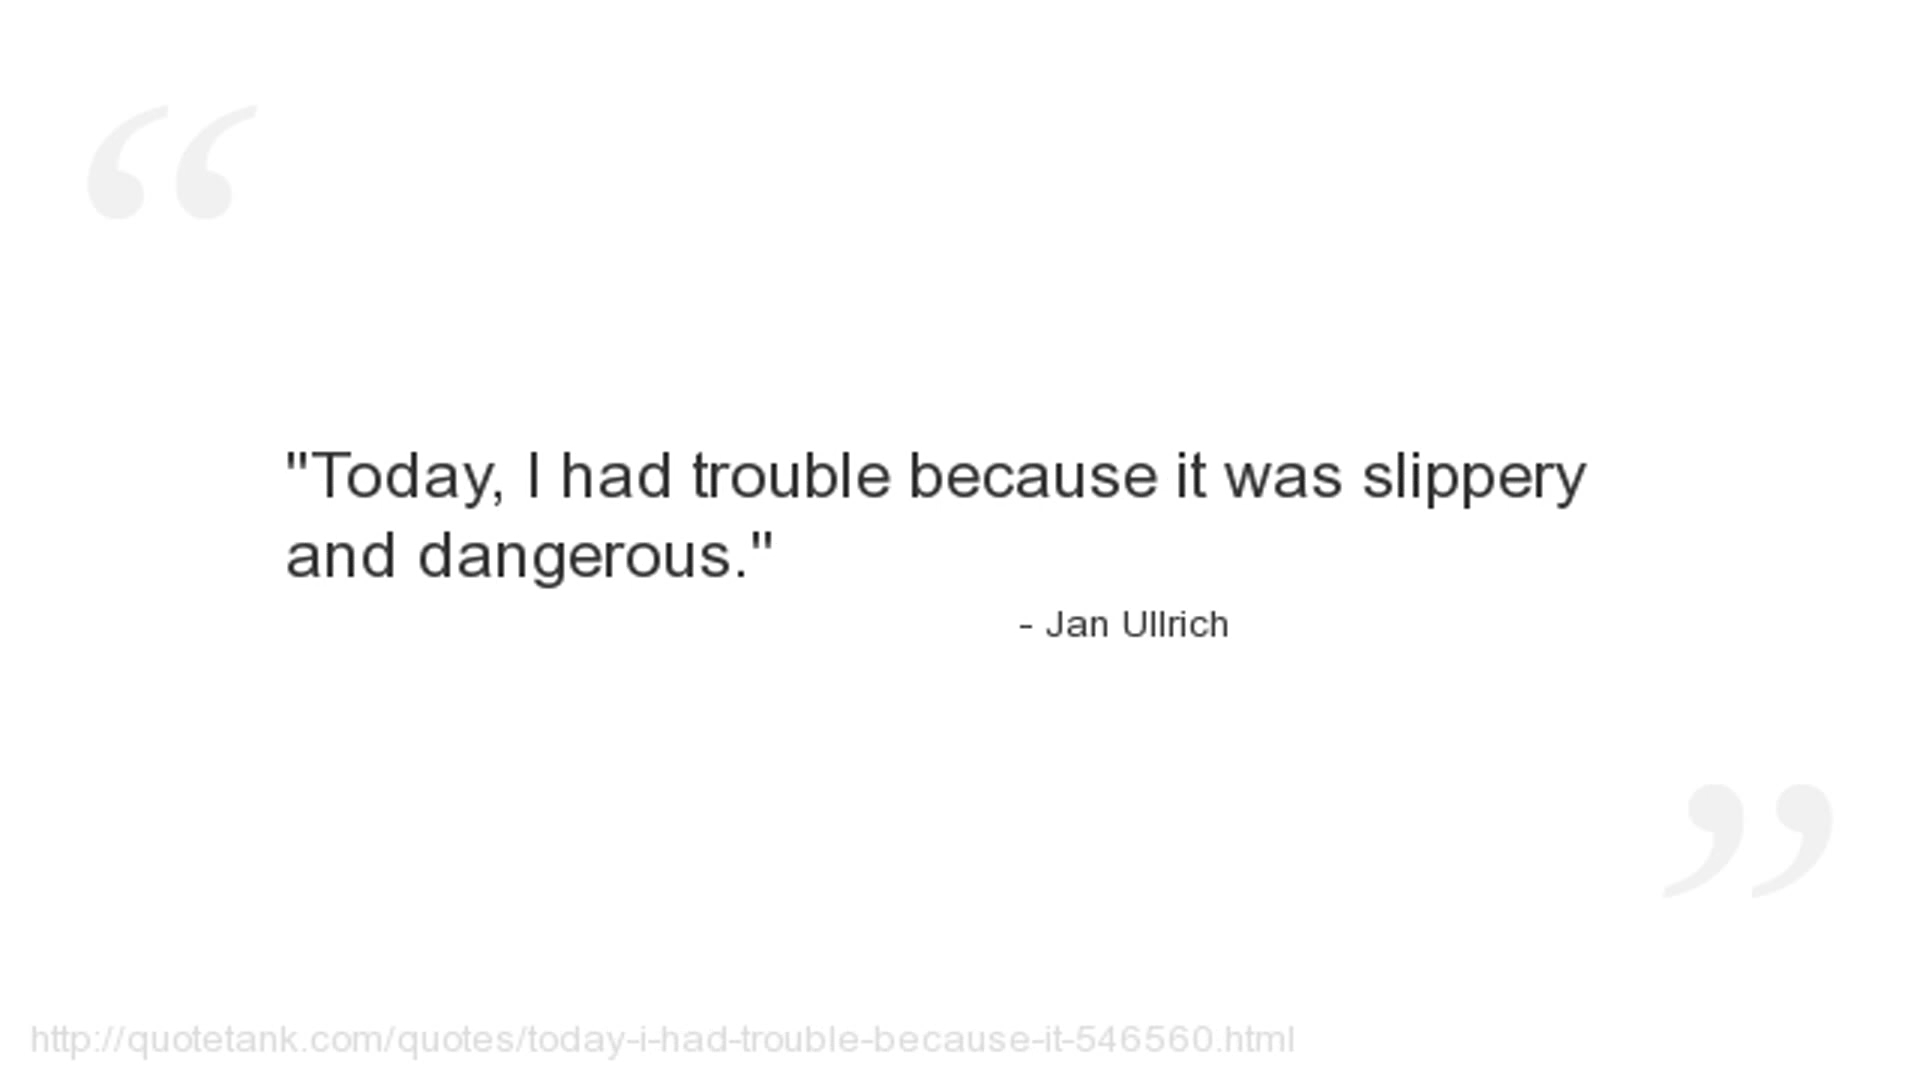 "Today, I had trouble because it was slippery
and dangerous."
- Jan Ullrich
http://quotetank.com/quotes/today-i-had-trouble-because-it-546560.html